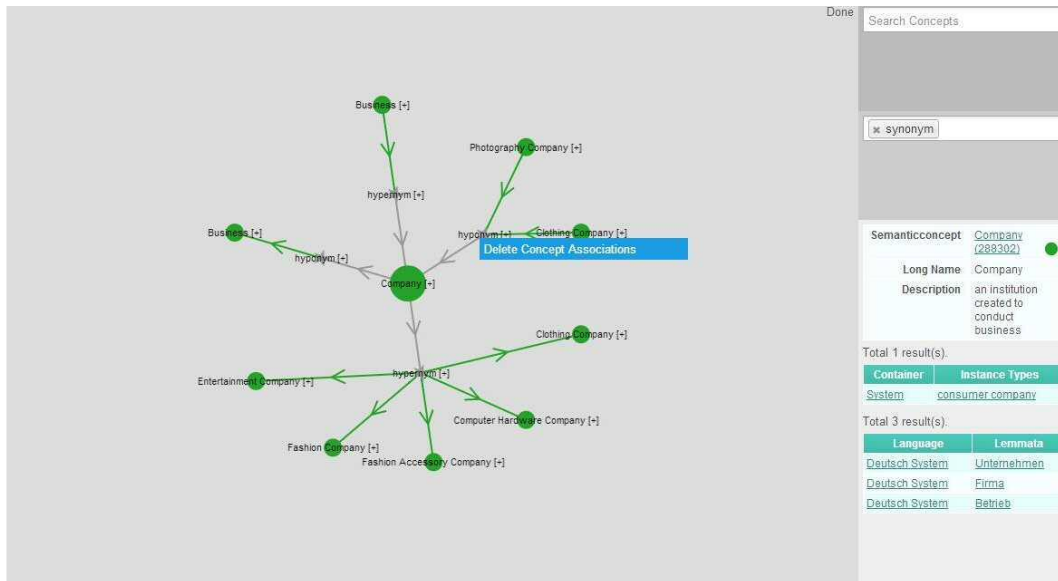 Done
Search Concepts
Business [+]
× synonym
Photography Company [+]
hypernym [+]
Business [+]
hyponym [+]
Clothing Company [+]
Delete Concept Associations
hyponym [+]
Company [+]
Semanticconcept
Company
(288302)
Long Name
Company
Description
an institution
created to
conduct
business
Clothing Company [+]
Total 1 result(s).
hypernym [+]
Entertainment Company [+]
Container
Instance Types
System
consumer company
Computer Hardware Company [+]
Total 3 result(s).
Fashion Company [+]
Fashion Accessory Company [+]
Language
Lemmata
Deutsch System
Unternehmen
Deutsch System
Firma
Deutsch System
Betrieb